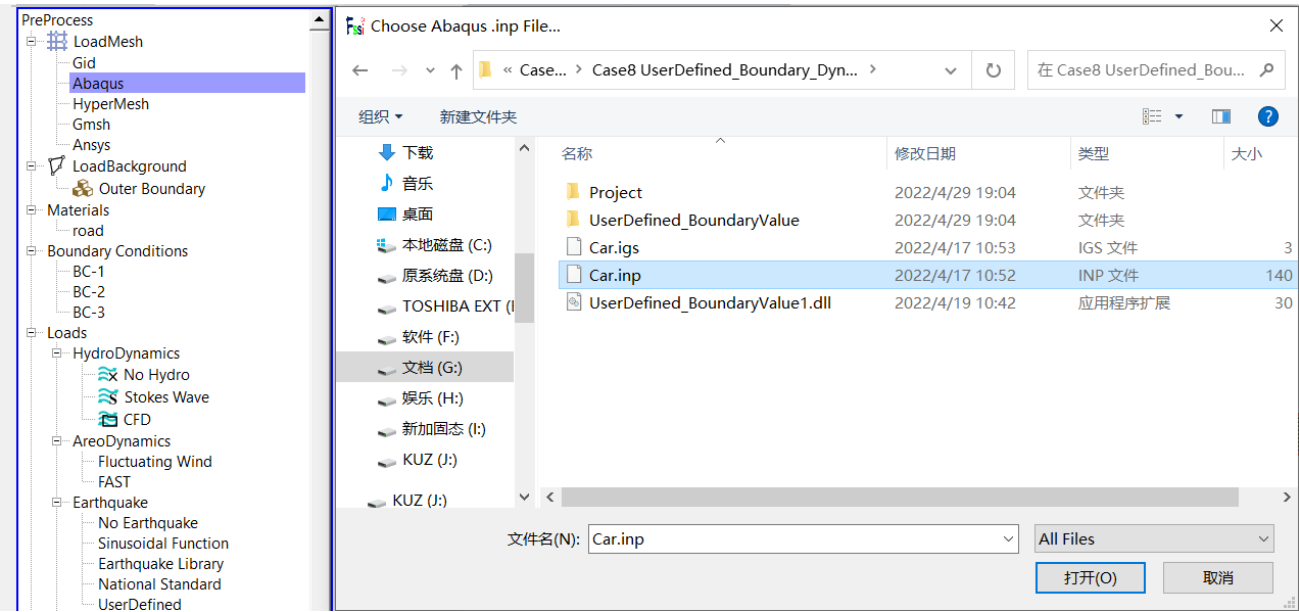 PreProcess
LoadMesh
Gid
Abaqus
HyperMesh
Gmsh
Ansys
LoadBackground
Outer Boundary
Materials
road
Boundary Conditions
BC-1
BC-2
BC-3
Loads
HydroDynamics
No Hydro
Stokes Wave
CFD
AreoDynamics
Fluctuating Wind
FAST
Earthquake
No Earthquake
Sinusoidal Function
Earthquake Library
National Standard
UserDefined
Fssi Choose Abaqus .inp File...
« Case... › Case8 UserDefined_Boundary_Dyn... ›
在 Case8 UserDefined_Bou...
组织 新建文件夹
下载
音乐
桌面
本地磁盘 (C:)
原系统盘 (D:)
TOSHIBA EXT (
软件 (F:)
文档 (G:)
娱乐 (H:)
新加固态 (I:)
KUZ (J:)
KUZ (J:)
名称 修改日期 类型 大小
Project 2022/4/29 19:04 文件夹
UserDefined_BoundaryValue 2022/4/29 19:04 文件夹
Car.igs 2022/4/17 10:53 IGS 文件 3
Car.inp 2022/4/17 10:52 INP 文件 140
UserDefined_BoundaryValue1.dll 2022/4/19 10:42 应用程序扩展 30
文件名(N): Car.inp All Files
打开(O) 取消